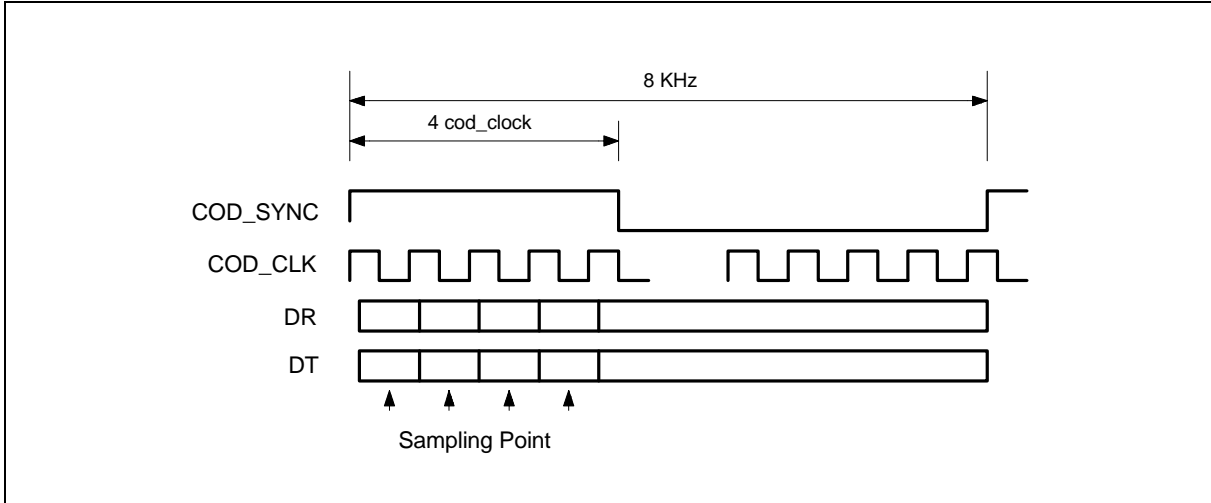 8 KHz
4 cod_clock
COD_SYNC
COD_CLK
DR
DT
Sampling Point